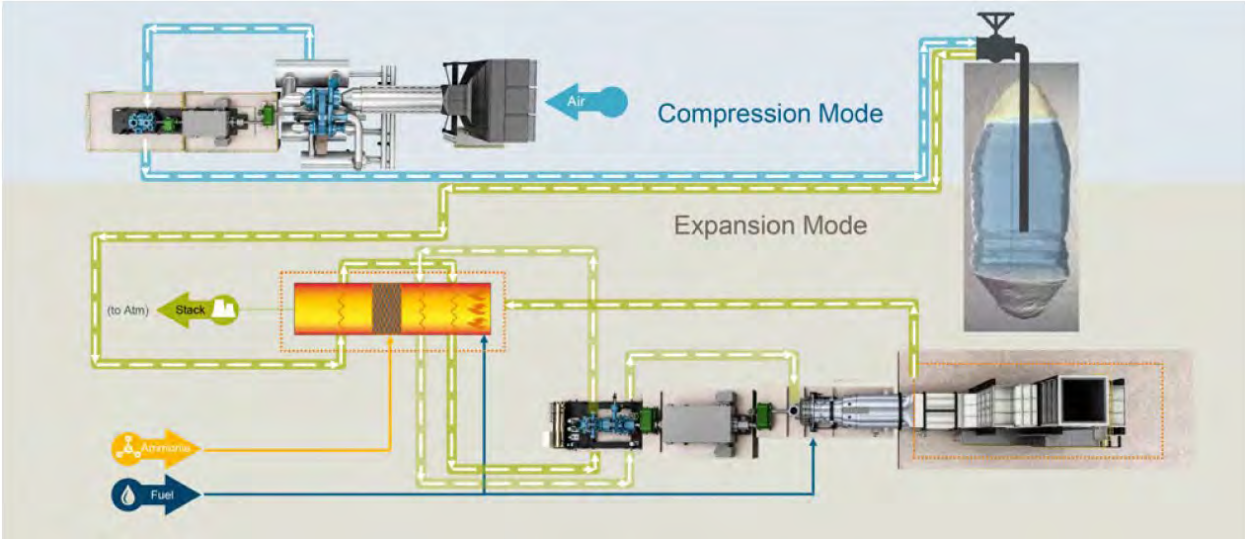 Air
Compression Mode
Expansion Mode
(to Atm)
Stack
Ammonia
Fuel